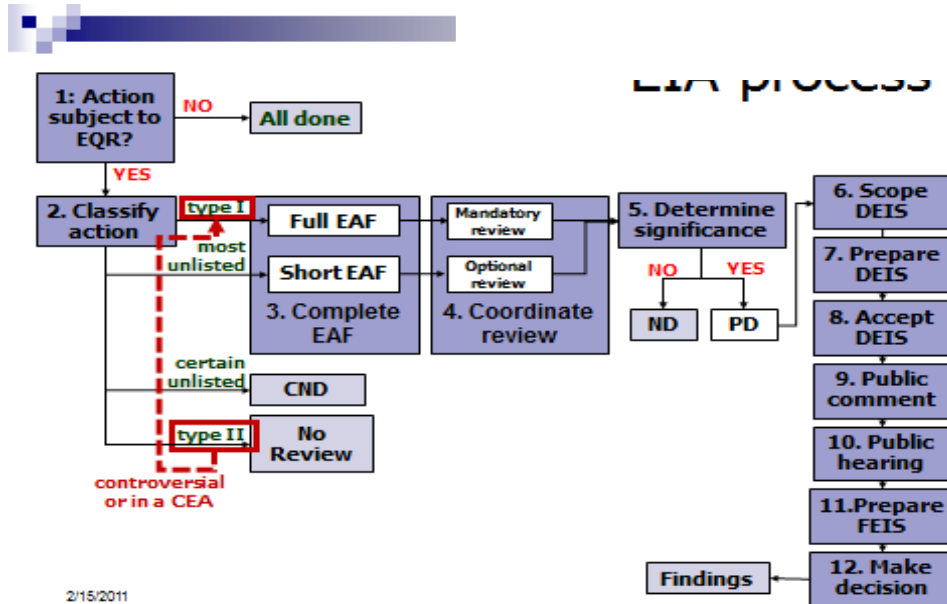 EIA process
1: Action
subject to
EQR?
NO
All done
YES
2. Classify
action
type I
Full EAF
Mandatory
review
most
unlisted
Short EAF
Optional
review
3. Complete
EAF
4. Coordinate
review
5. Determine
significance
NO
YES
ND
PD
certain
unlisted
CND
type II
No
Review
controversial
or in a CEA
6. Scope
DEIS
7. Prepare
DEIS
8. Accept
DEIS
9. Public
comment
10. Public
hearing
11.Prepare
FEIS
12. Make
decision
Findings
2/15/2011